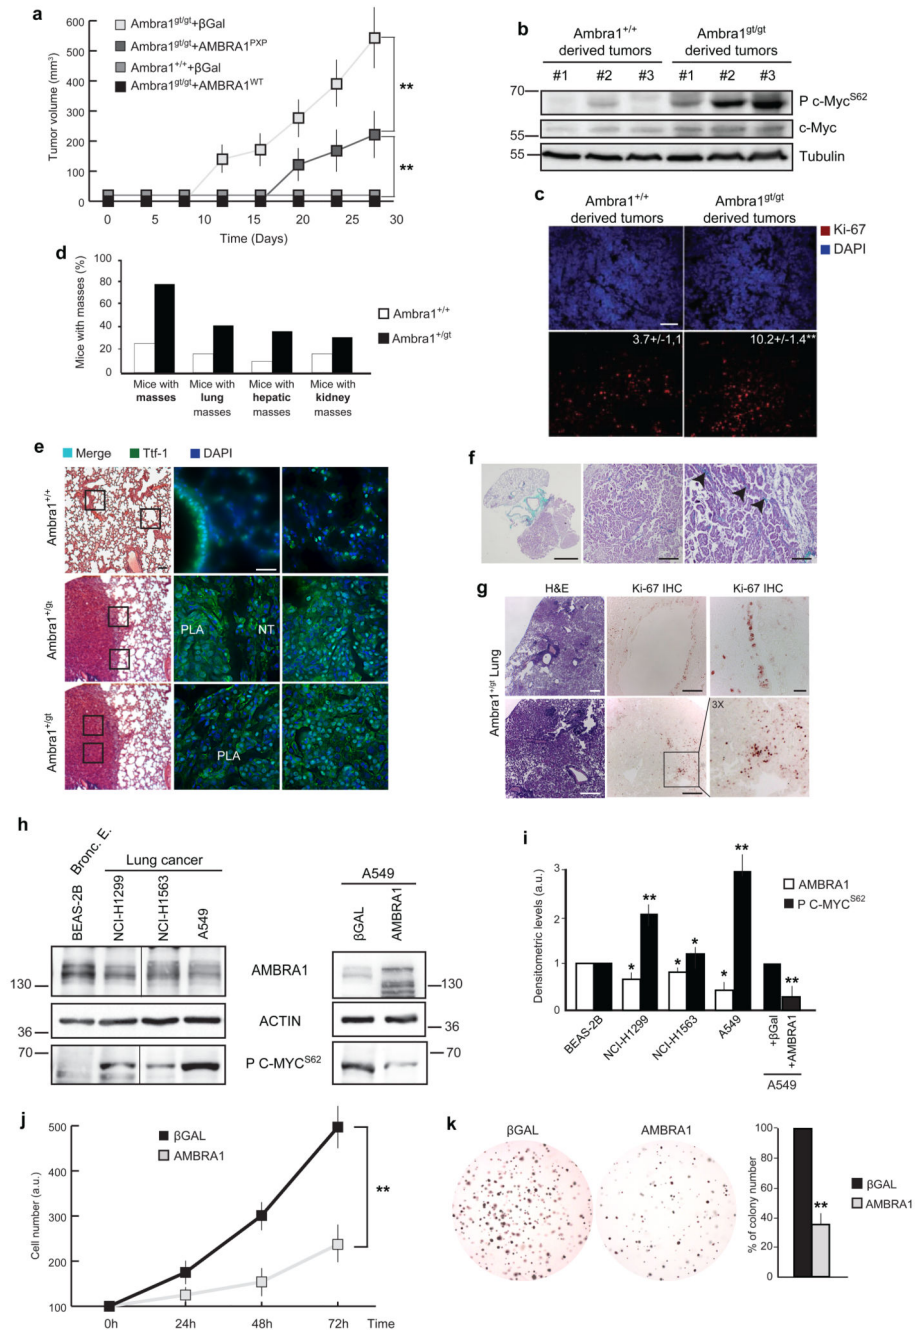 a
Ambra1gt/gt+βGal
Ambra1gt/gt+AMBRA1PXP
Ambra1+/++βGal
Ambra1gt/gt+AMBRA1WT
Tumor volume (mm3)
600
500
400
300
200
100
0
**
**
0 5 10 15 20 25 30
Time (Days)
b
Ambra1+/+
derived tumors
Ambra1gt/gt
derived tumors
#1 #2 #3 #1 #2 #3
70
55
55
P c-MycS62
c-Myc
Tubulin
c
Ambra1+/+
derived tumors
Ambra1gt/gt
derived tumors
Ki-67
DAPI
3.7+/-1,1
10.2+/-1.4**
d
Mice with masses (%)
80
60
40
20
0
Ambra1+/+
Ambra1+/gt
Mice with
masses
Mice with
lung
masses
Mice with
hepatic
masses
Mice with
kidney
masses
e
Merge Ttf-1 DAPI
Ambra1+/+
Ambra1+/gt
PLA NT
Ambra1+/gt
PLA
f
g
H&E Ki-67 IHC Ki-67 IHC
Ambra1+/gt Lung
3X
h
Bronc. E.
Lung cancer
BEAS-2B
NCI-H1299
NCI-H1563
A549
A549
βGAL
AMBRA1
AMBRA1
130
130
ACTIN
36
36
70
70
P C-MYCS62
i
Densitometric levels (a.u.)
3
2
1
0
AMBRA1
P C-MYCS62
* ** * * * ** **
BEAS-2B
NCI-H1299
NCI-H1563
A549
+βGal
+AMBRA1
A549
j
Cell number (a.u.)
500
400
300
200
100
βGAL
AMBRA1
**
0h 24h 48h 72h Time
k
βGAL AMBRA1
% of colony number
100
80
60
40
20
0
**
βGAL
AMBRA1